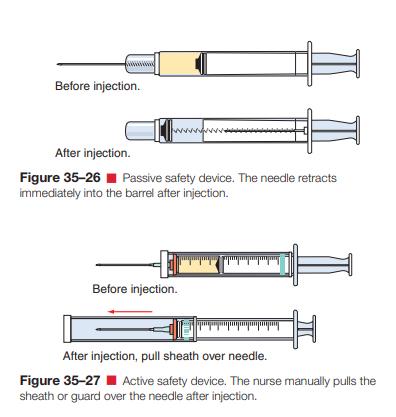 Before injection.
After injection.
Figure 35–26 ■ Passive safety device. The needle retracts
immediately into the barrel after injection.
Before injection.
After injection, pull sheath over needle.
Figure 35–27 ■ Active safety device. The nurse manually pulls the
sheath or guard over the needle after injection.